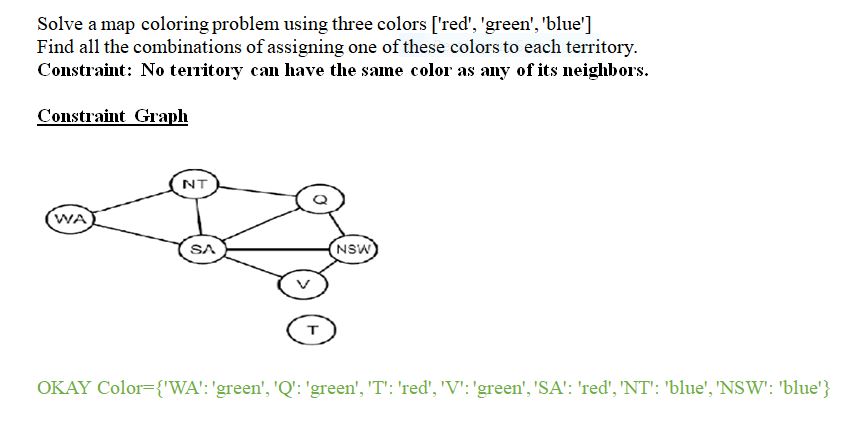 Solve a map coloring problem using three colors ['red', 'green', 'blue']
Find all the combinations of assigning one of these colors to each territory.
Constraint: No territory can have the same color as any of its neighbors.
Constraint Graph
NT
Q
WA
SA
NSW
V
T
OKAY Color={'WA': 'green', 'Q': 'green', 'T': 'red', 'V': 'green', 'SA': 'red', 'NT': 'blue', 'NSW': 'blue'}